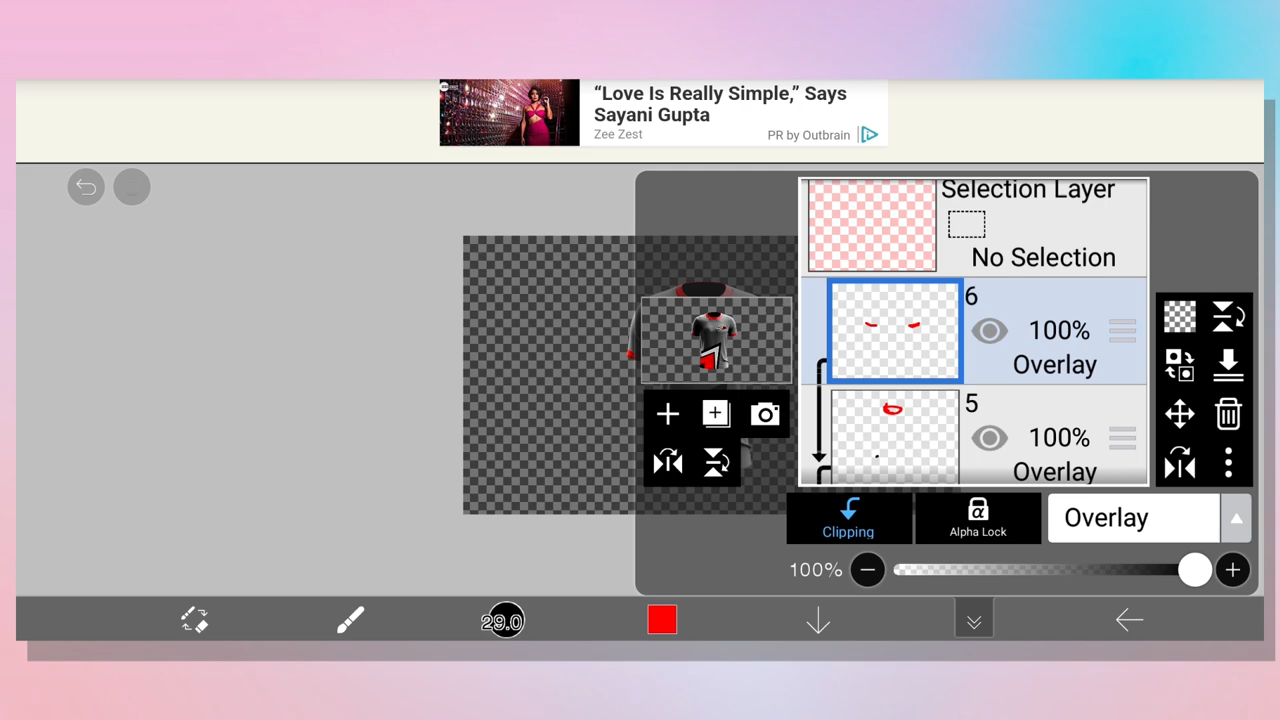 “Love Is Really Simple,” Says
Sayani Gupta
Zee Zest
PR by Outbrain
Selection Layer
No Selection
6
100%
Overlay
5
100%
Overlay
Clipping
α
Alpha Lock
Overlay
100%
29.0